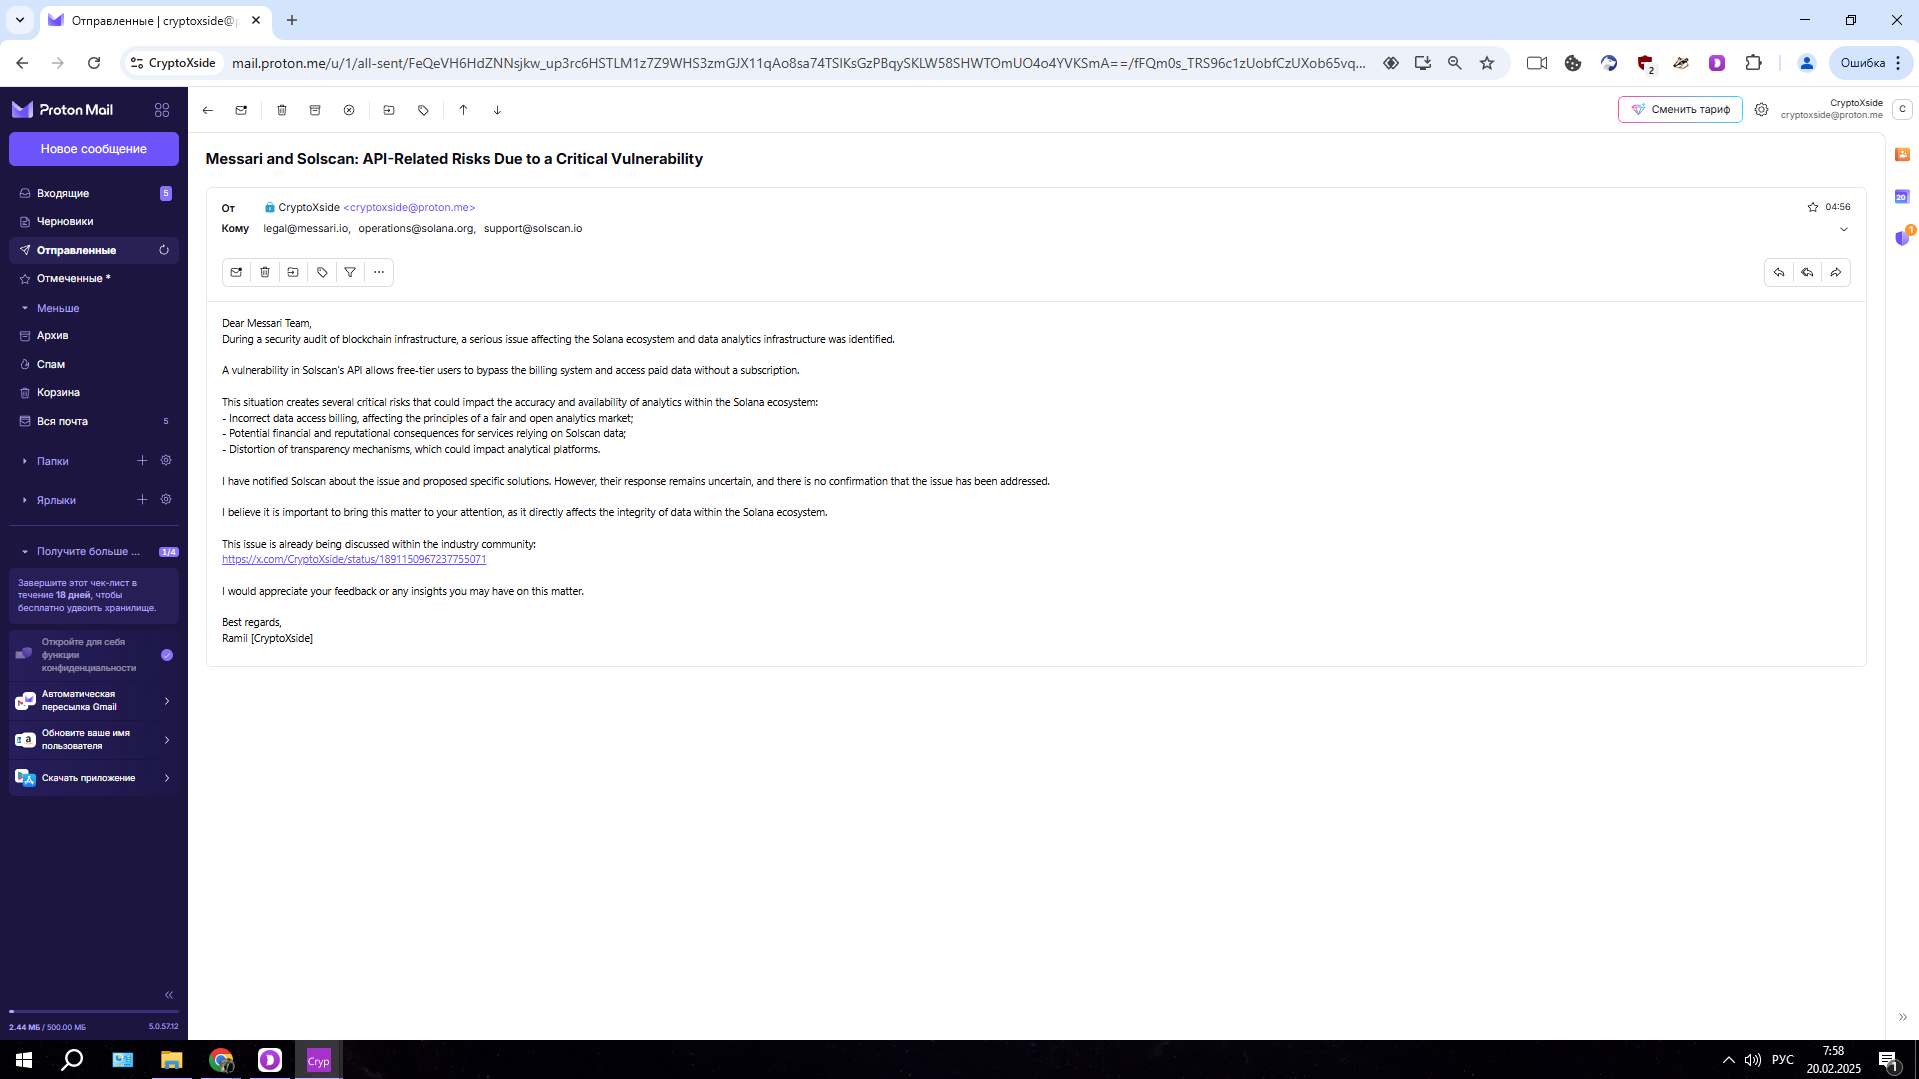 Отправленные | cryptoxside@p
CryptoXside
mail.proton.me/u/1/all-sent/FeQeVH6HdZNNsjkw_up3rc6HSTLM1z7Z9WHS3zmGJX11qAo8sa74TSIKsGzPBqySKLW58SHWTOmUO4o4YVKSmA==/fFQm0s_TRS96c1zUobfCzUXob65vq...
2
Ошибка
Proton Mail
Сменить тариф
CryptoXside
cryptoxside@proton.me
C
Новое сообщение
Входящие 5
Черновики
Отправленные
Отмеченные *
Меньше
Архив
Спам
Корзина
Вся почта 5
Папки
Ярлыки
Получите больше ... 1/4
Завершите этот чек-лист в
течение 18 дней, чтобы
бесплатно удвоить хранилище.
Откройте для себя
функции
конфиденциальности
Автоматическая
пересылка Gmail
Обновите ваше имя
пользователя
Скачать приложение
2.44 МБ / 500.00 МБ 5.0.57.12
Messari and Solscan: API-Related Risks Due to a Critical Vulnerability
От CryptoXside <cryptoxside@proton.me>
04:56
Кому legal@messari.io, operations@solana.org, support@solscan.io
Dear Messari Team,
During a security audit of blockchain infrastructure, a serious issue affecting the Solana ecosystem and data analytics infrastructure was identified.
A vulnerability in Solscan's API allows free-tier users to bypass the billing system and access paid data without a subscription.
This situation creates several critical risks that could impact the accuracy and availability of analytics within the Solana ecosystem:
- Incorrect data access billing, affecting the principles of a fair and open analytics market;
- Potential financial and reputational consequences for services relying on Solscan data;
- Distortion of transparency mechanisms, which could impact analytical platforms.
I have notified Solscan about the issue and proposed specific solutions. However, their response remains uncertain, and there is no confirmation that the issue has been addressed.
I believe it is important to bring this matter to your attention, as it directly affects the integrity of data within the Solana ecosystem.
This issue is already being discussed within the industry community:
https://x.com/CryptoXside/status/1891150967237755071
I would appreciate your feedback or any insights you may have on this matter.
Best regards,
Ramil [CryptoXside]
20
1
Cryp
РУС
7:58
20.02.2025
1